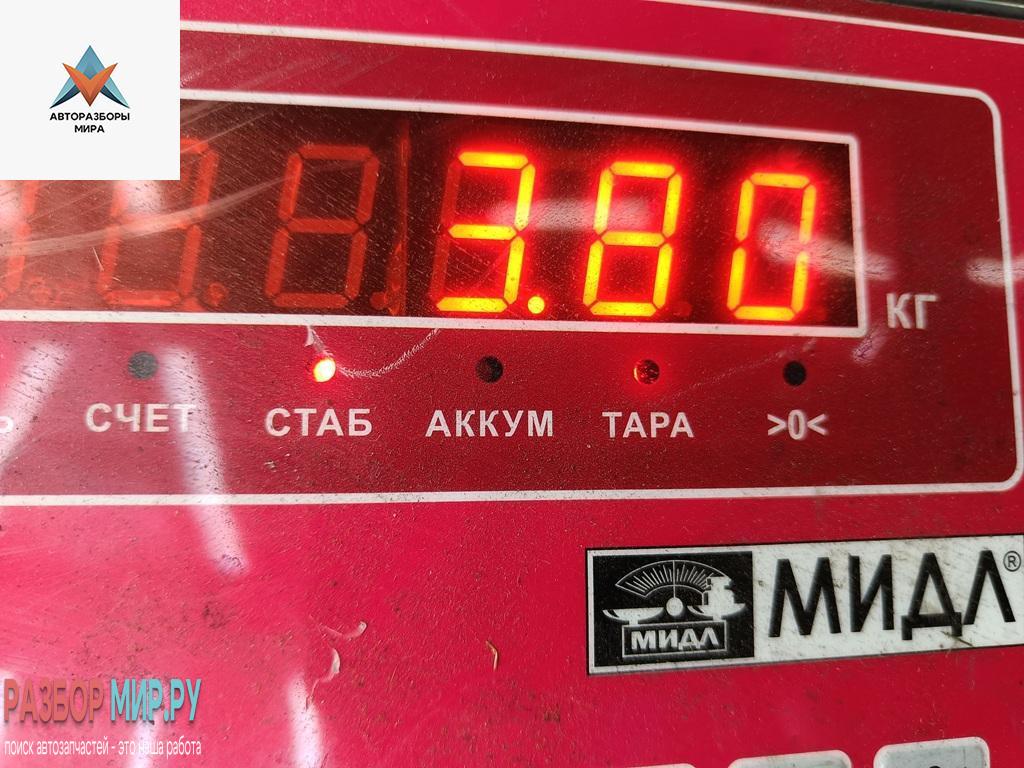 АВТОРАЗБОРЫ
МИРА
3.80
КГ
СЧЕТ СТАБ АККУМ ТАРА >0<
МИДЛ МИДЛ®
РАЗБОР МИР.РУ
поиск автозапчастей - это наша работа